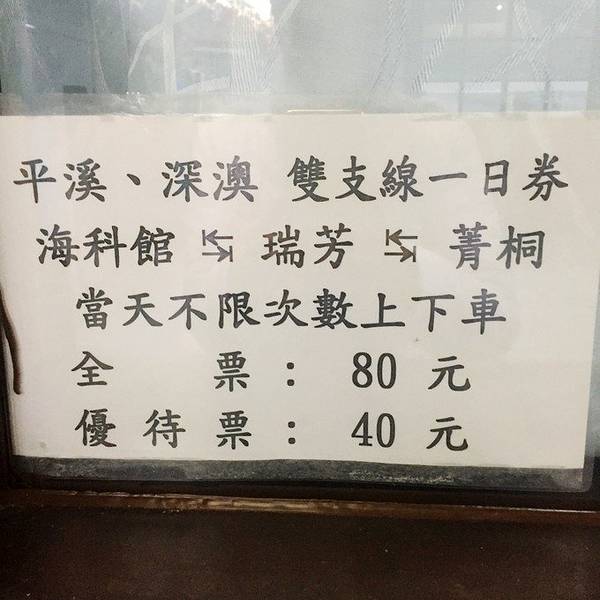 平溪、深澳 雙支線一日券
海科館 ↹ 瑞芳 ↹ 菁桐
當天不限次數上下車
全 票： 80 元
優 待 票： 40 元